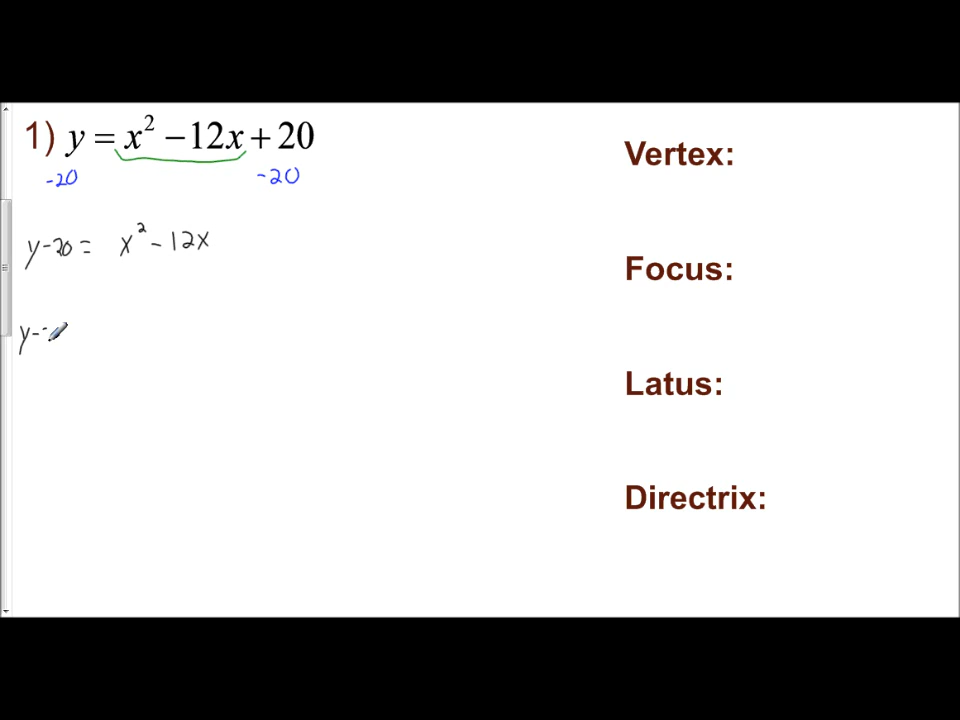 1) y = x² − 12x + 20
-20 -20
y-20 = x² - 12x
y-
Vertex:
Focus:
Latus:
Directrix: